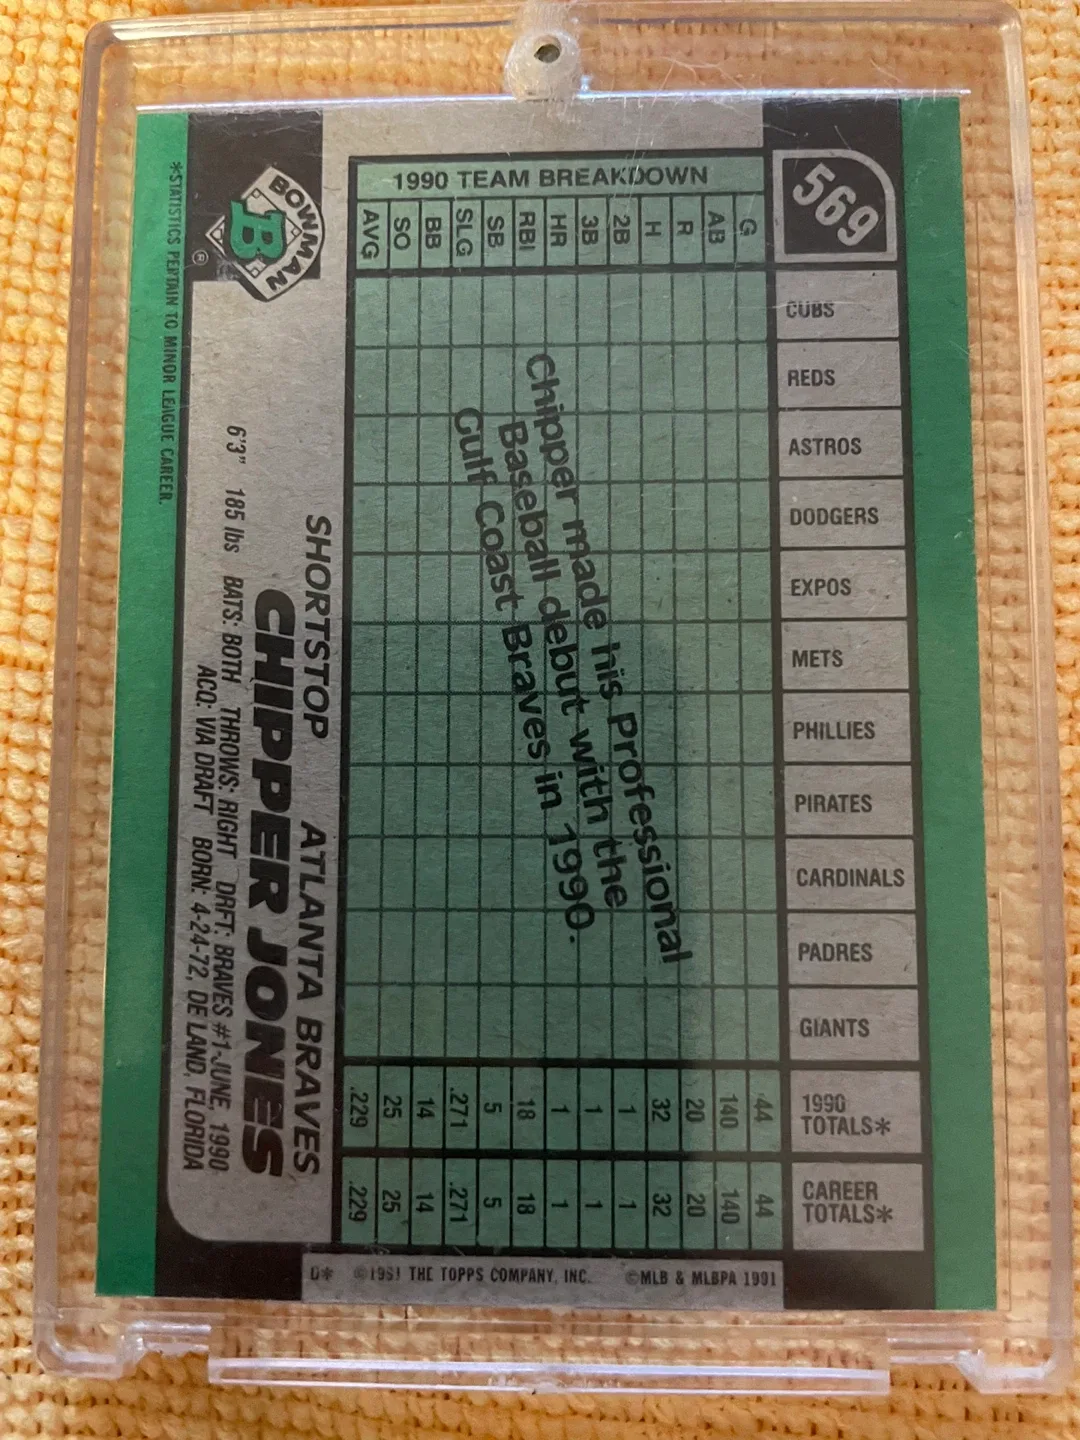 569
1990 TEAM BREAKDOWN
G AB R H 2B 3B HR RBI SB SLG BB SO AVG
CUBS
REDS
ASTROS
DODGERS
EXPOS
METS
PHILLIES
PIRATES
CARDINALS
PADRES
GIANTS
1990
TOTALS*
44 140 20 32 1 1 1 18 5 .271 14 25 .229
CAREER
TOTALS*
44 140 20 32 1 1 1 18 5 .271 14 25 .229
Chipper made his Professional
Baseball debut with the
Gulf Coast Braves in 1990.
BOWMAN
B
®
SHORTSTOP ATLANTA BRAVES
CHIPPER JONES
6'3" 185 lbs BATS: BOTH THROWS: RIGHT DRFT: BRAVES #1-JUNE, 1990
ACQ: VIA DRAFT BORN: 4-24-72, DE LAND, FLORIDA
*STATISTICS PERTAIN TO MINOR LEAGUE CAREER.
D* ©1991 THE TOPPS COMPANY, INC. ©MLB & MLBPA 1991